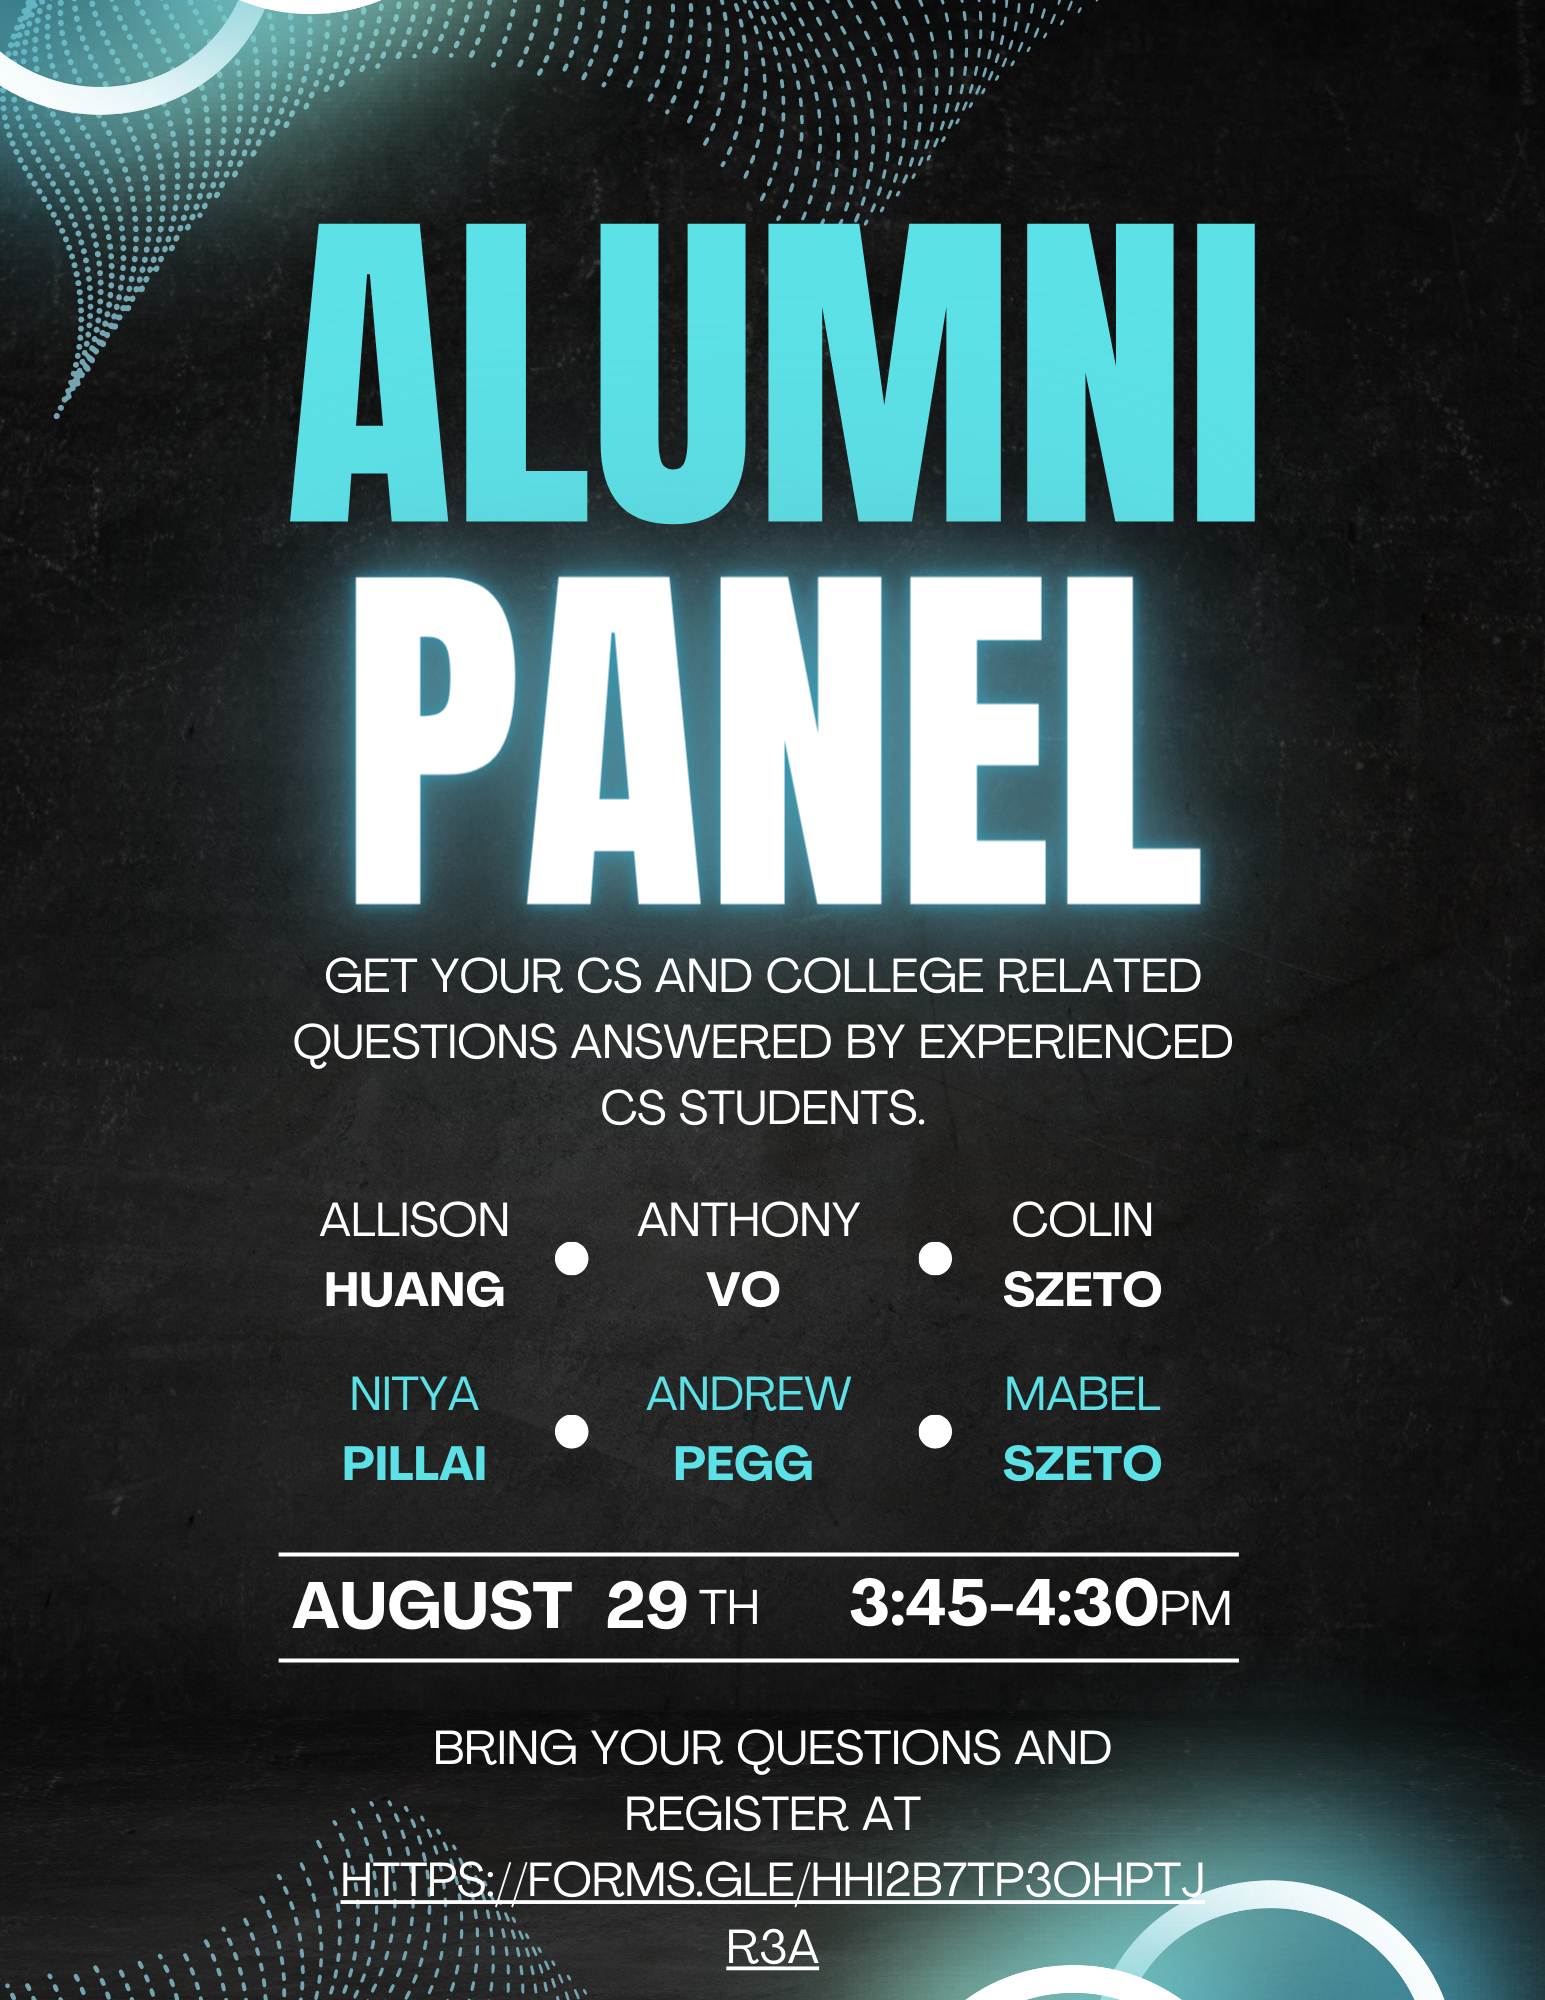 ALUMNI
PANEL
GET YOUR CS AND COLLEGE RELATED
QUESTIONS ANSWERED BY EXPERIENCED
CS STUDENTS.
ALLISON
HUANG
ANTHONY
VO
COLIN
SZETO
NITYA
PILLAI
ANDREW
PEGG
MABEL
SZETO
AUGUST 29 TH 3:45-4:30PM
BRING YOUR QUESTIONS AND
REGISTER AT
HTTPS://FORMS.GLE/HHI2B7TP3OHPTJ
R3A